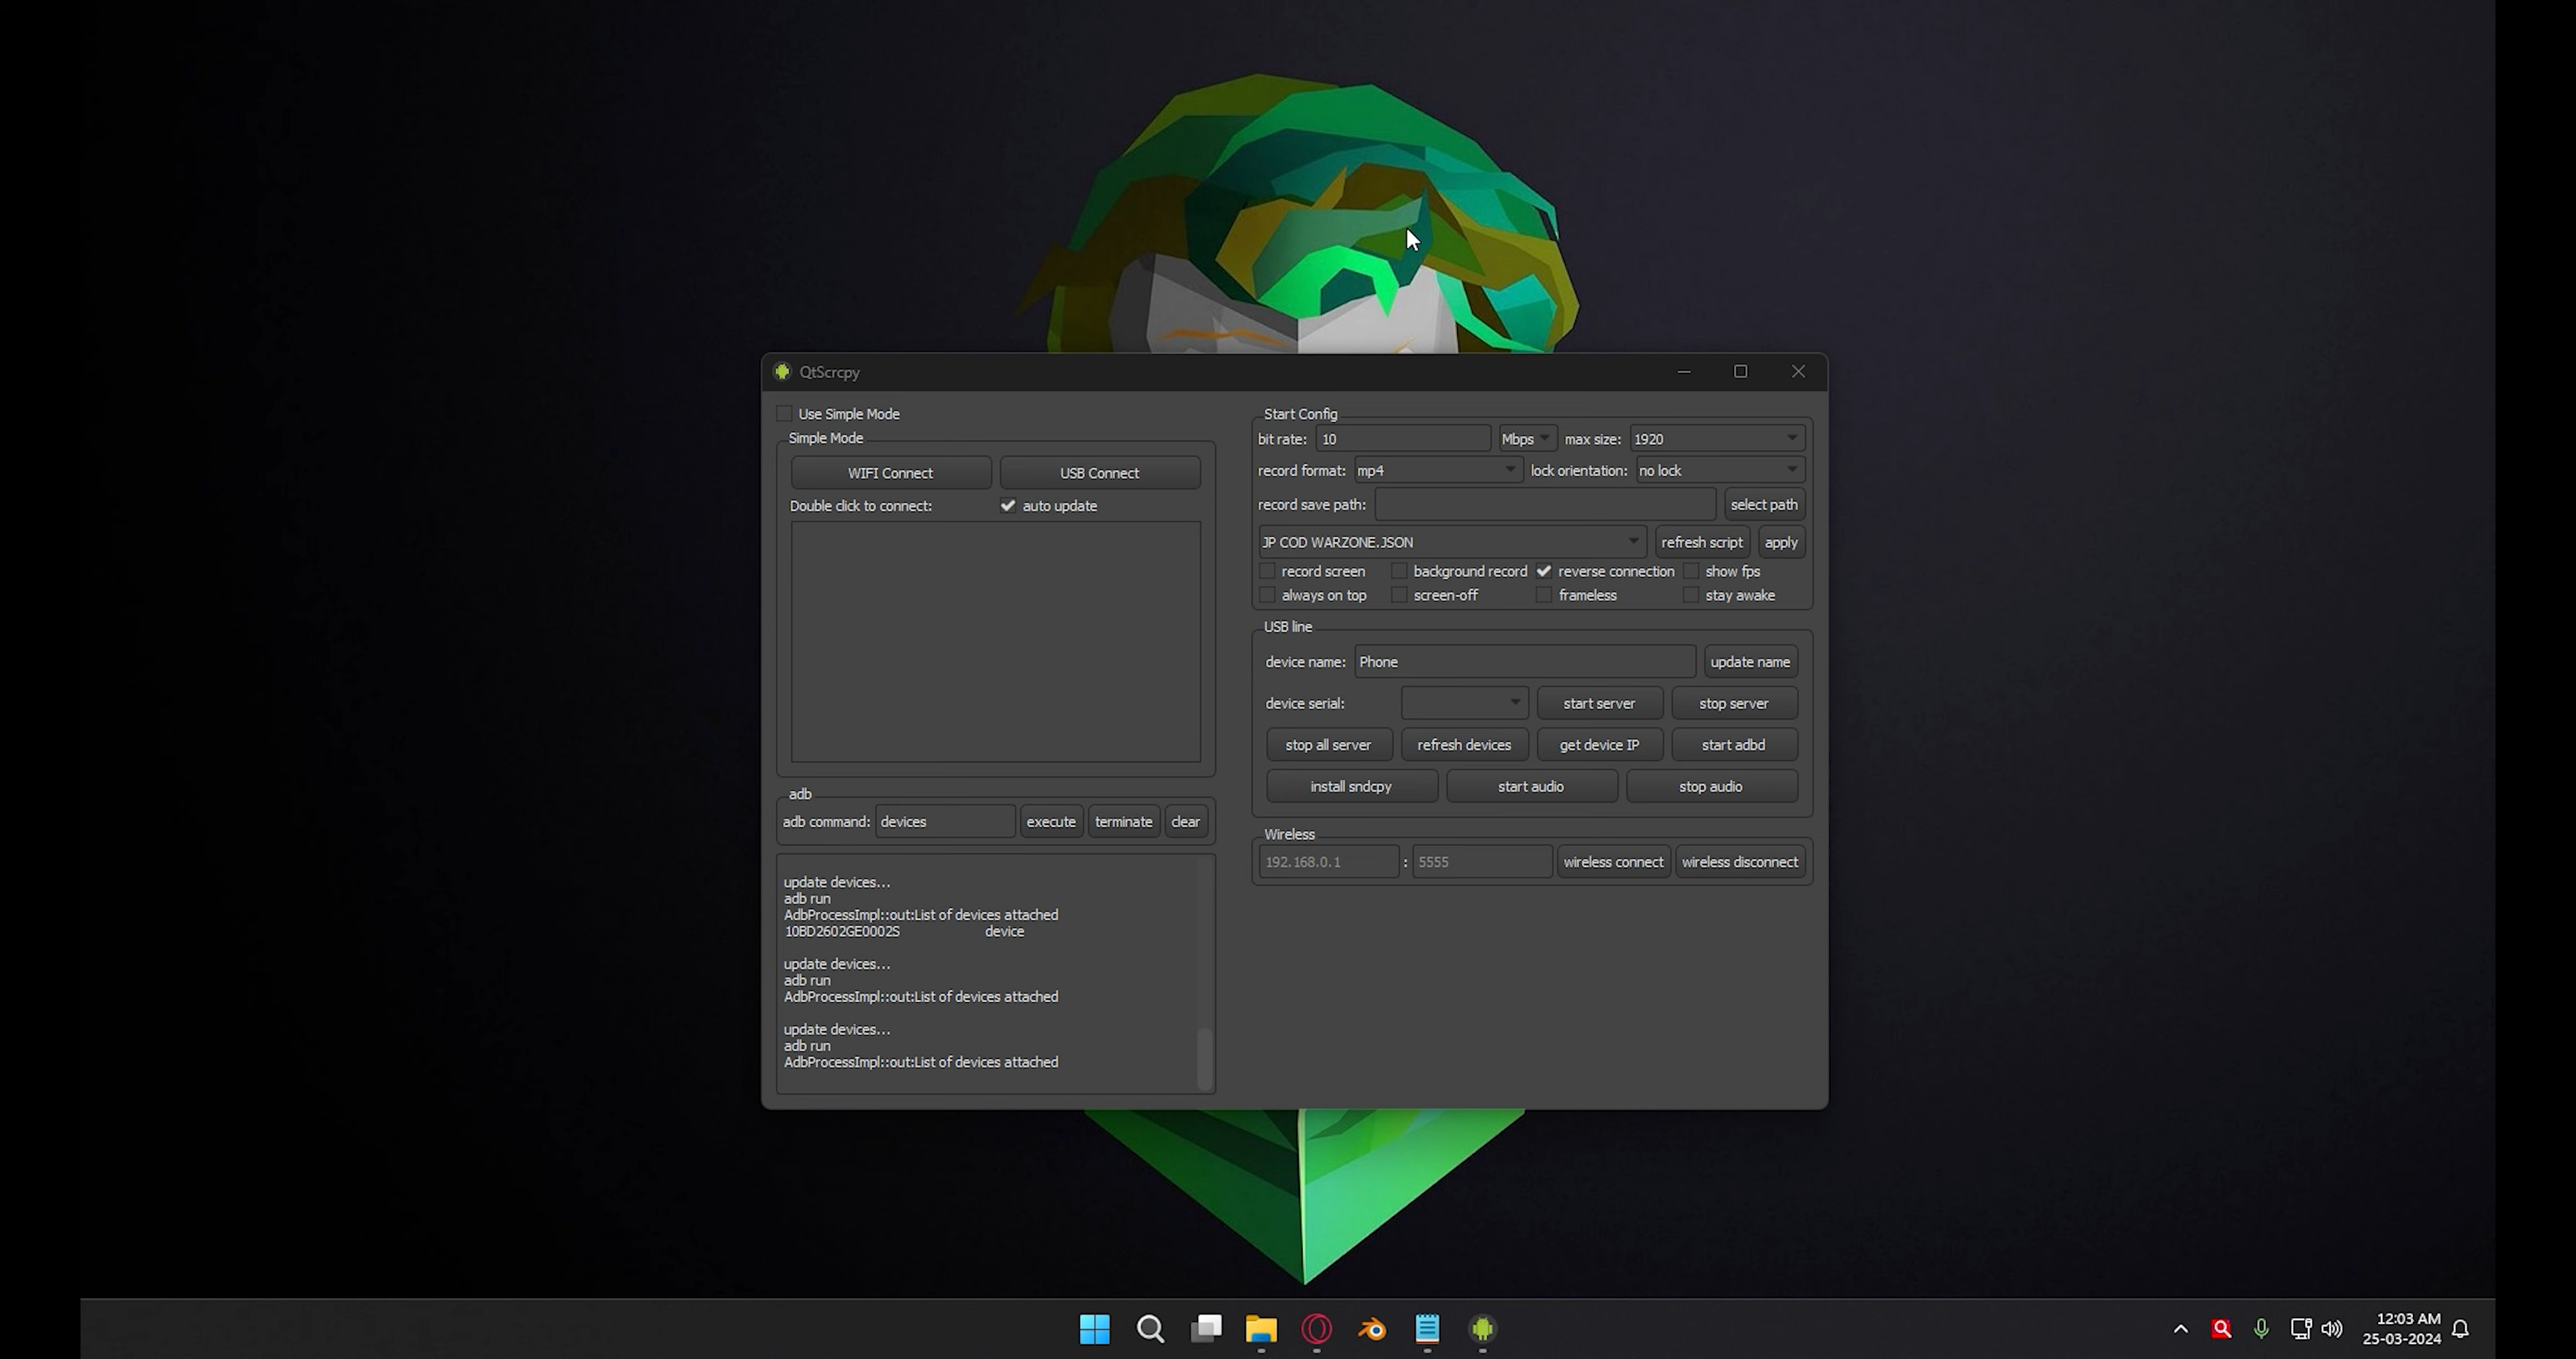 QtScrcpy
Use Simple Mode
Simple Mode
WIFI Connect USB Connect
Double click to connect: auto update
adb
adb command: devices execute terminate clear
update devices...
adb run
AdbProcessImpl::out:List of devices attached
10BD2602GE0002S device
update devices...
adb run
AdbProcessImpl::out:List of devices attached
update devices...
adb run
AdbProcessImpl::out:List of devices attached
Start Config
bit rate: 10 Mbps max size: 1920
record format: mp4 lock orientation: no lock
record save path: select path
JP COD WARZONE.JSON refresh script apply
record screen background record reverse connection show fps
always on top screen-off frameless stay awake
USB line
device name: Phone update name
device serial: start server stop server
stop all server refresh devices get device IP start adbd
install sndcpy start audio stop audio
Wireless
192.168.0.1 : 5555 wireless connect wireless disconnect
12:03 AM
25-03-2024